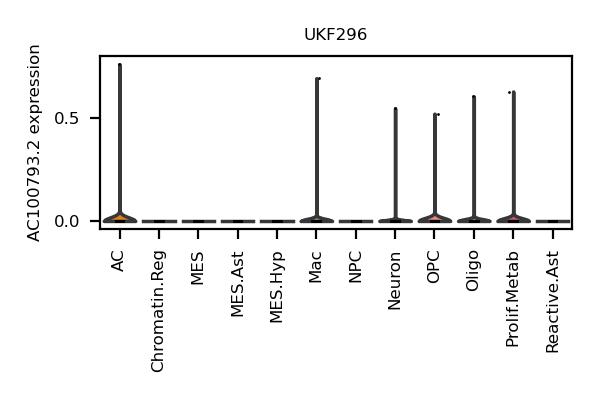 UKF296
AC100793.2 expression
0.5
0.0
AC
Chromatin.Reg
MES
MES.Ast
MES.Hyp
Mac
NPC
Neuron
OPC
Oligo
Prolif.Metab
Reactive.Ast